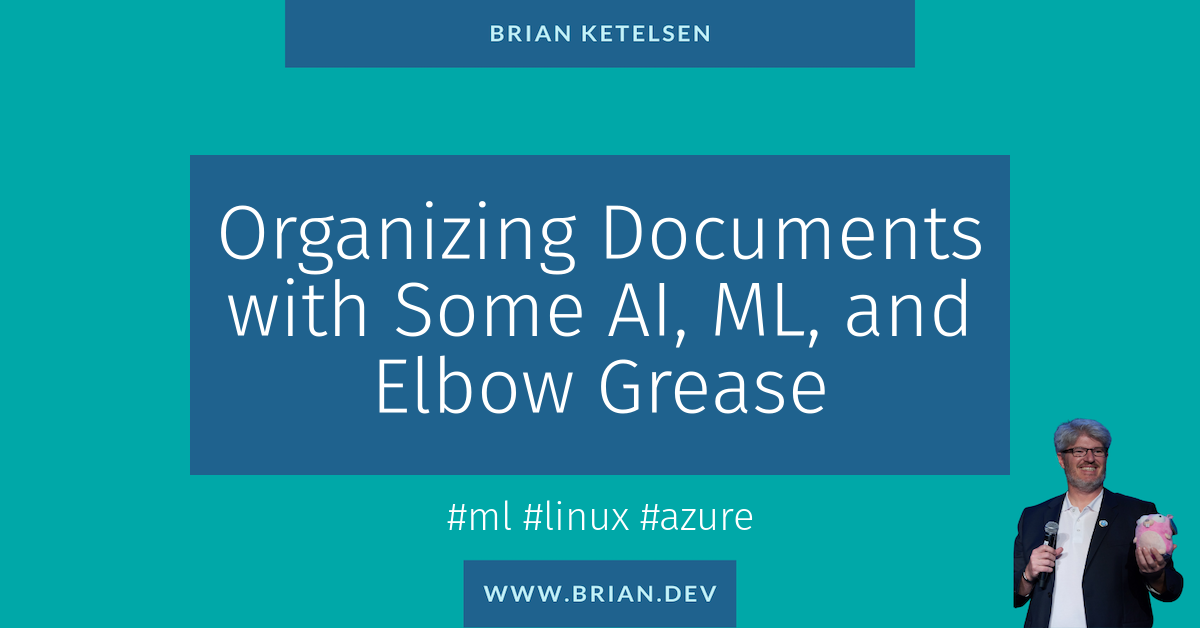 BRIAN KETELSEN
Organizing Documents
with Some AI, ML, and
Elbow Grease
#ml #linux #azure
WWW.BRIAN.DEV